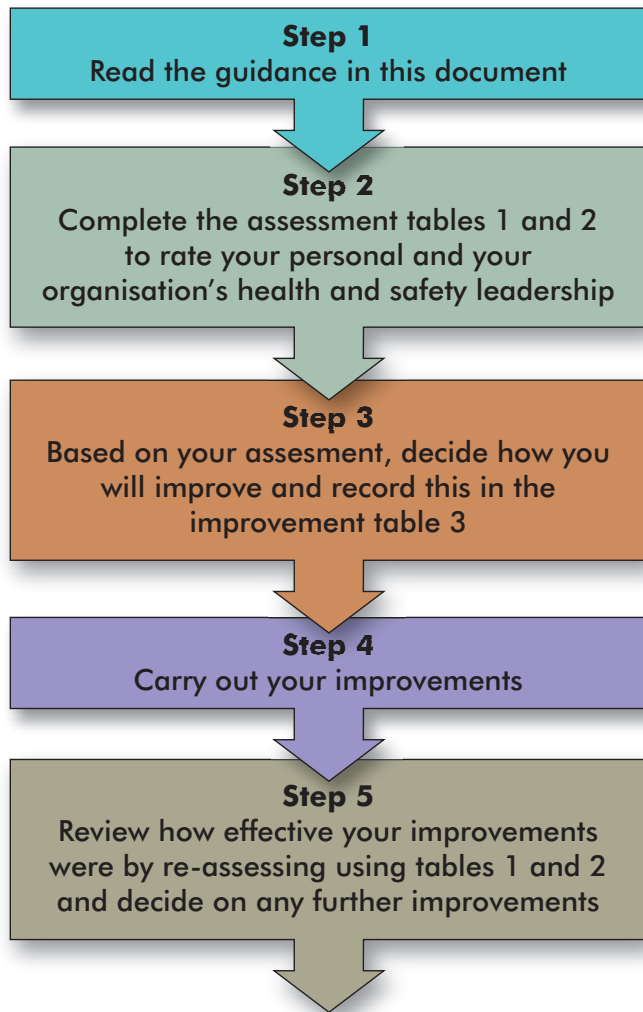 Step 1
Read the guidance in this document
Step 2
Complete the assessment tables 1 and 2
to rate your personal and your
organisation's health and safety leadership
Step 3
Based on your assesment, decide how you
will improve and record this in the
improvement table 3
Step 4
Carry out your improvements
Step 5
Review how effective your improvements
were by re-assessing using tables 1 and 2
and decide on any further improvements